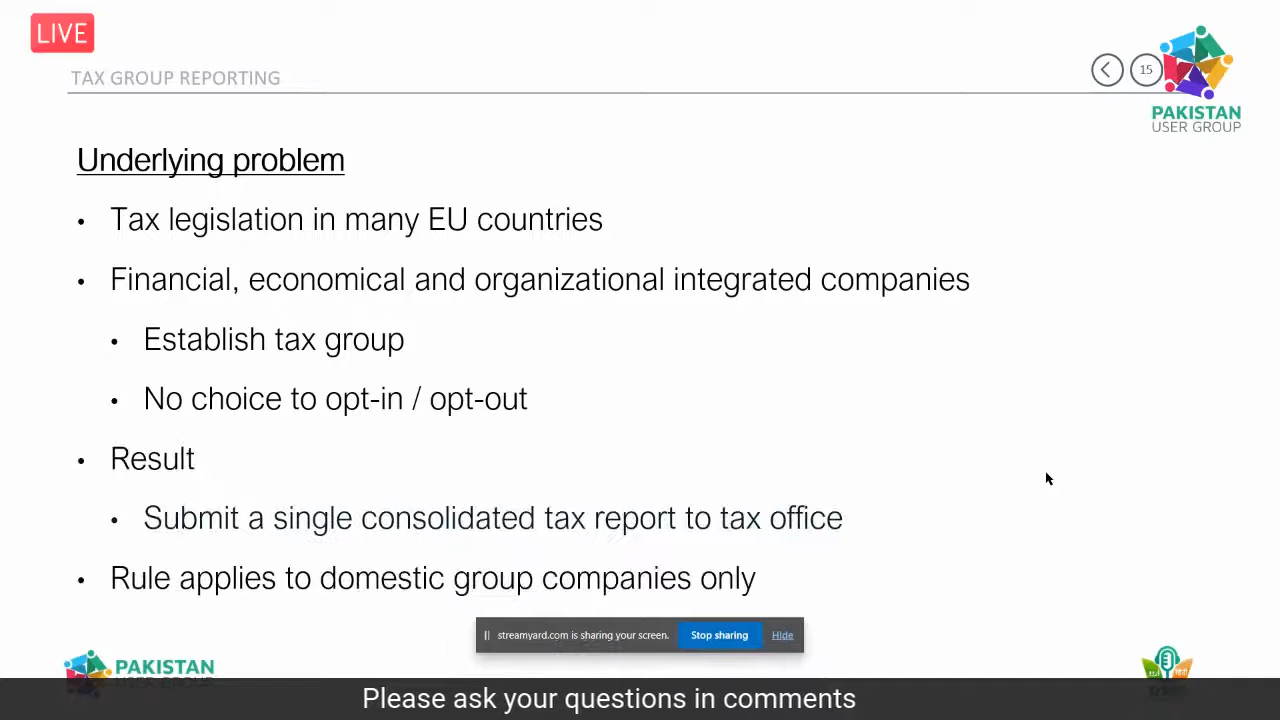 LIVE
TAX GROUP REPORTING
15
PAKISTAN
USER GROUP
Underlying problem
• Tax legislation in many EU countries
• Financial, economical and organizational integrated companies
• Establish tax group
• No choice to opt-in / opt-out
• Result
• Submit a single consolidated tax report to tax office
• Rule applies to domestic group companies only
streamyard.com is sharing your screen. Stop sharing Hide
PAKISTAN
USER GROUP
Please ask your questions in comments